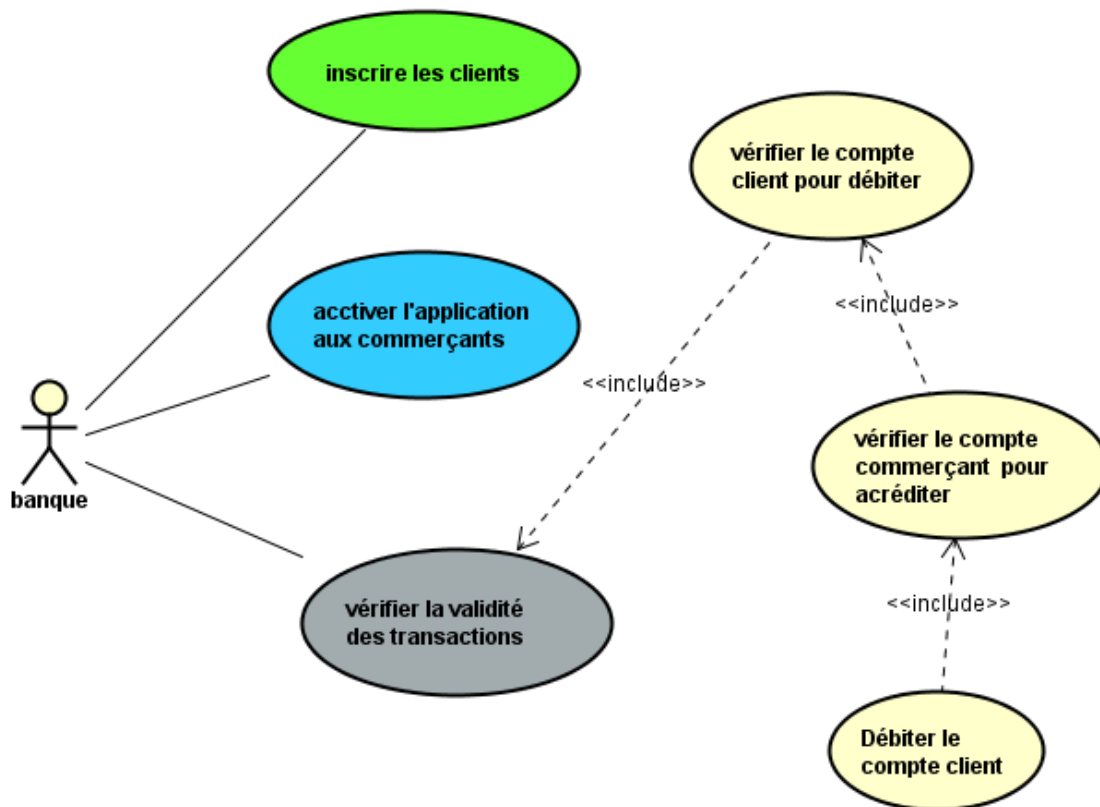 inscrire les clients
vérifier le compte
client pour débiter
acctiver l'application
aux commerçants
<<include>>
<<include>>
vérifier le compte
commerçant pour
acréditer
banque
vérifier la validité
des transactions
<<include>>
Débiter le
compte client